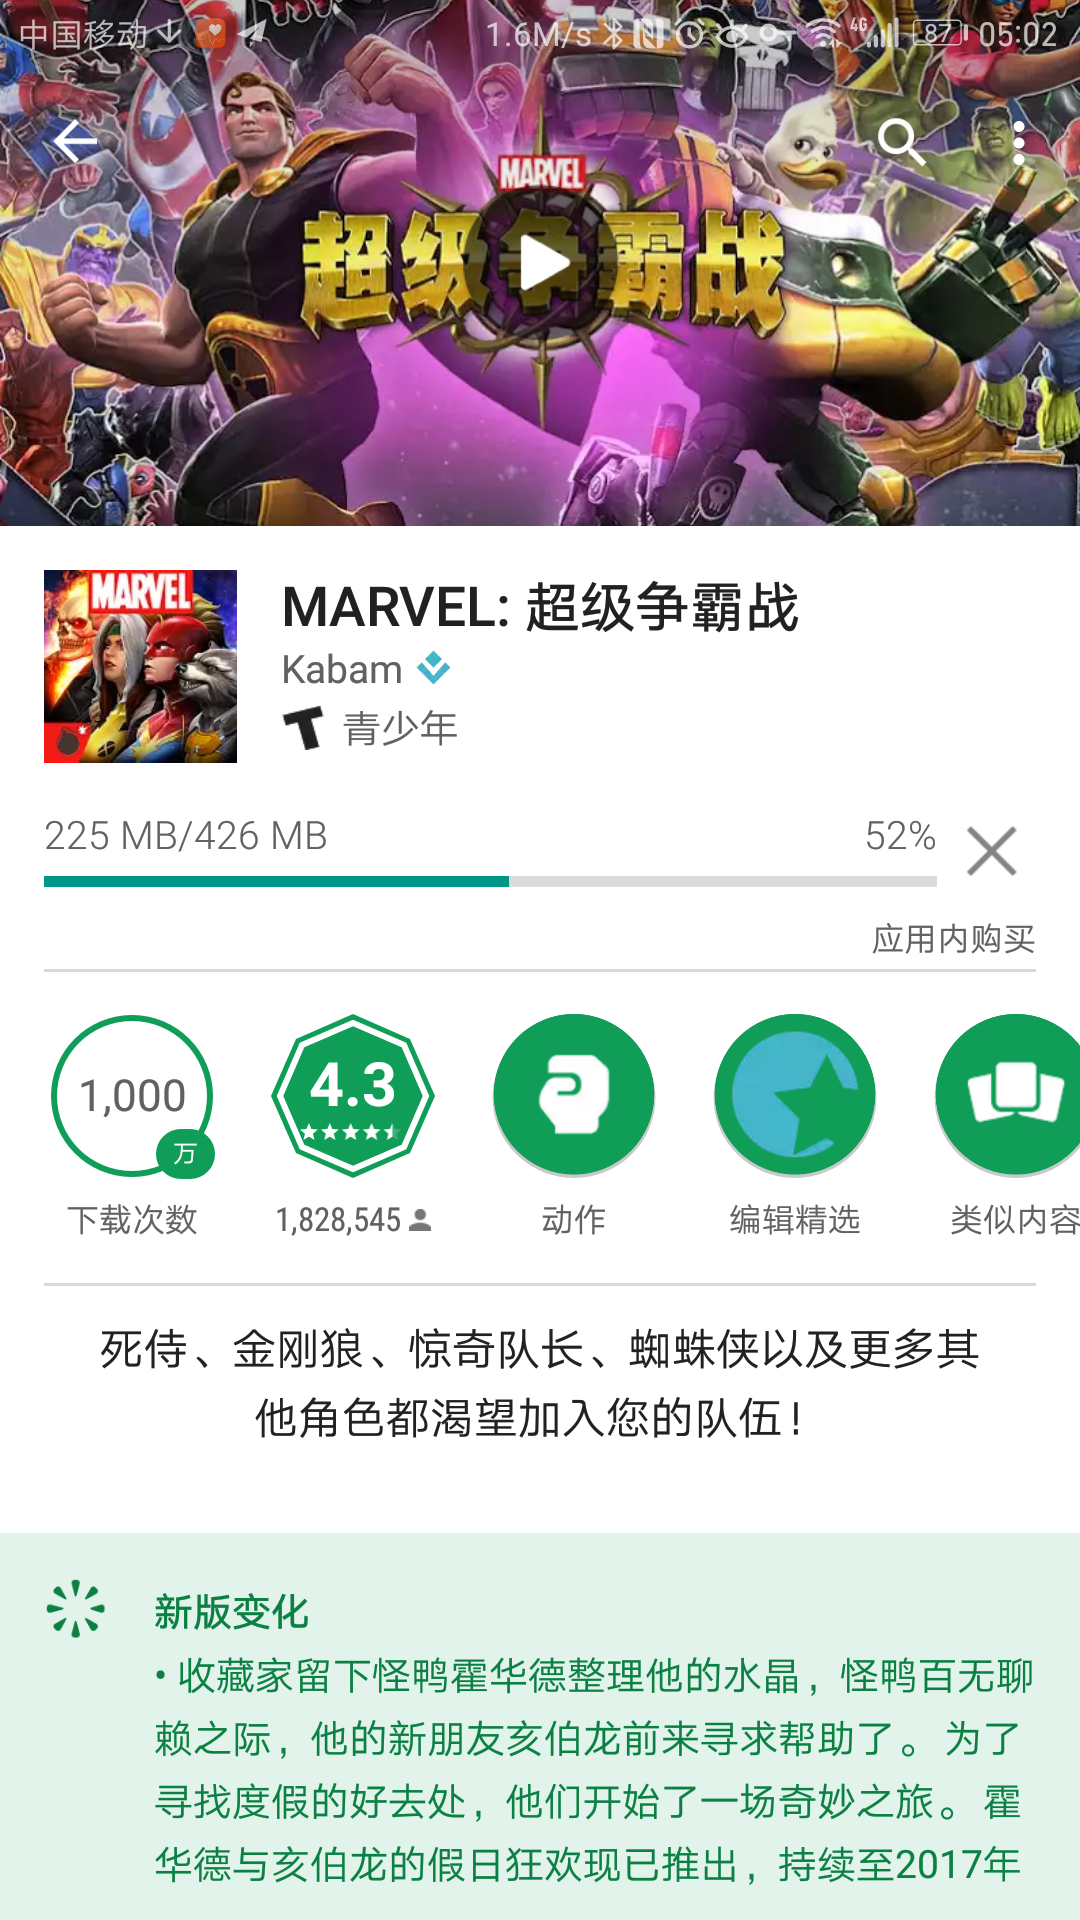 中国移动 1.6M/s 4G 87 05:02
MARVEL
超级争霸战
MARVEL
MARVEL: 超级争霸战
Kabam
T 青少年
225 MB/426 MB 52%
应用内购买
1,000 4.3
万
下载次数 1,828,545 动作 编辑精选 类似内容
死侍、金刚狼、惊奇队长、蜘蛛侠以及更多其
他角色都渴望加入您的队伍!
新版变化
• 收藏家留下怪鸭霍华德整理他的水晶，怪鸭百无聊
赖之际，他的新朋友亥伯龙前来寻求帮助了。为了
寻找度假的好去处，他们开始了一场奇妙之旅。霍
华德与亥伯龙的假日狂欢现已推出，持续至2017年